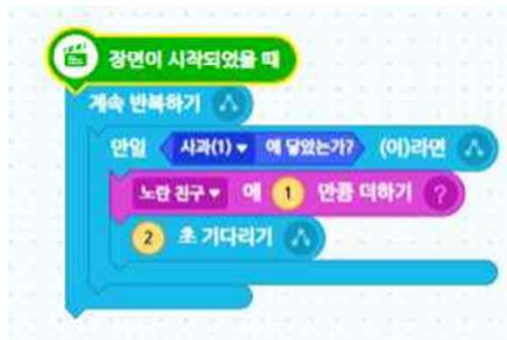 장면이 시작되었을 때
계속 반복하기
만일 사과(1) 에 닿았는가? (이)라면
노란 친구 에 1 만큼 더하기 ?
2 초 기다리기